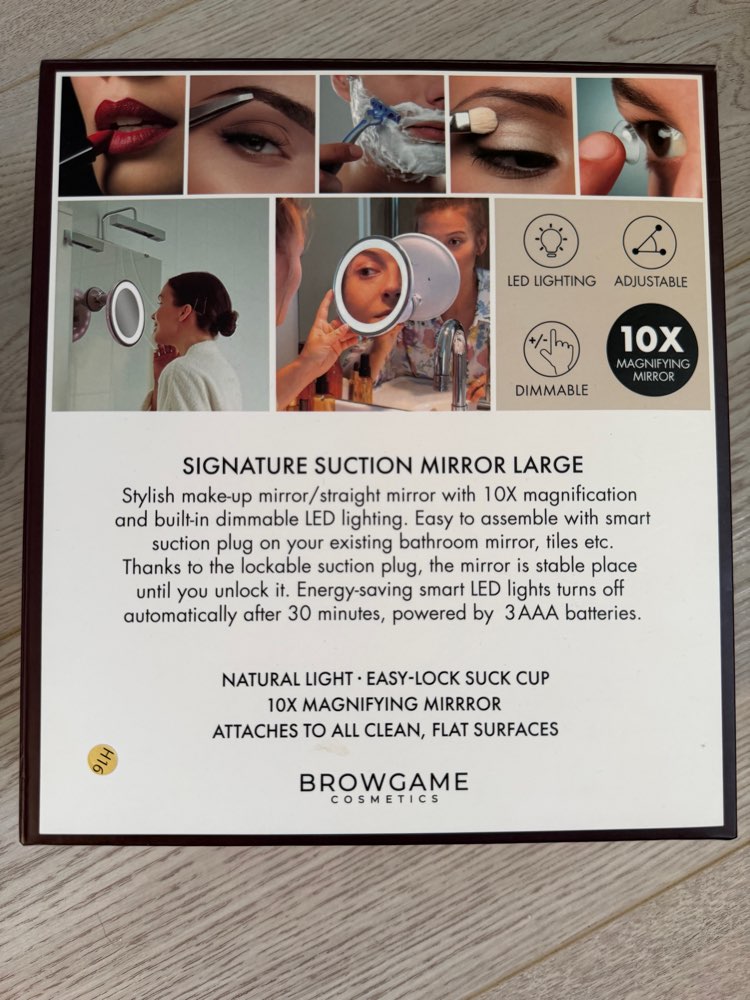 LED LIGHTING
ADJUSTABLE
+/-
DIMMABLE
10X
MAGNIFYING
MIRROR
SIGNATURE SUCTION MIRROR LARGE
Stylish make-up mirror/straight mirror with 10X magnification
and built-in dimmable LED lighting. Easy to assemble with smart
suction plug on your existing bathroom mirror, tiles etc.
Thanks to the lockable suction plug, the mirror is stable place
until you unlock it. Energy-saving smart LED lights turns off
automatically after 30 minutes, powered by 3 AAA batteries.
NATURAL LIGHT · EASY-LOCK SUCK CUP
10X MAGNIFYING MIRRROR
ATTACHES TO ALL CLEAN, FLAT SURFACES
H16
BROWGAME
COSMETICS